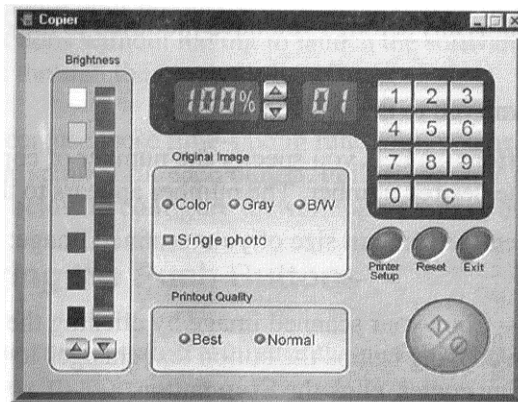 Copier
Brightness
100% 01
1 2 3
4 5 6
7 8 9
0 C
Original Image
Color Gray B/W
Single photo
Printer Setup Reset Exit
Printout Quality
Best Normal